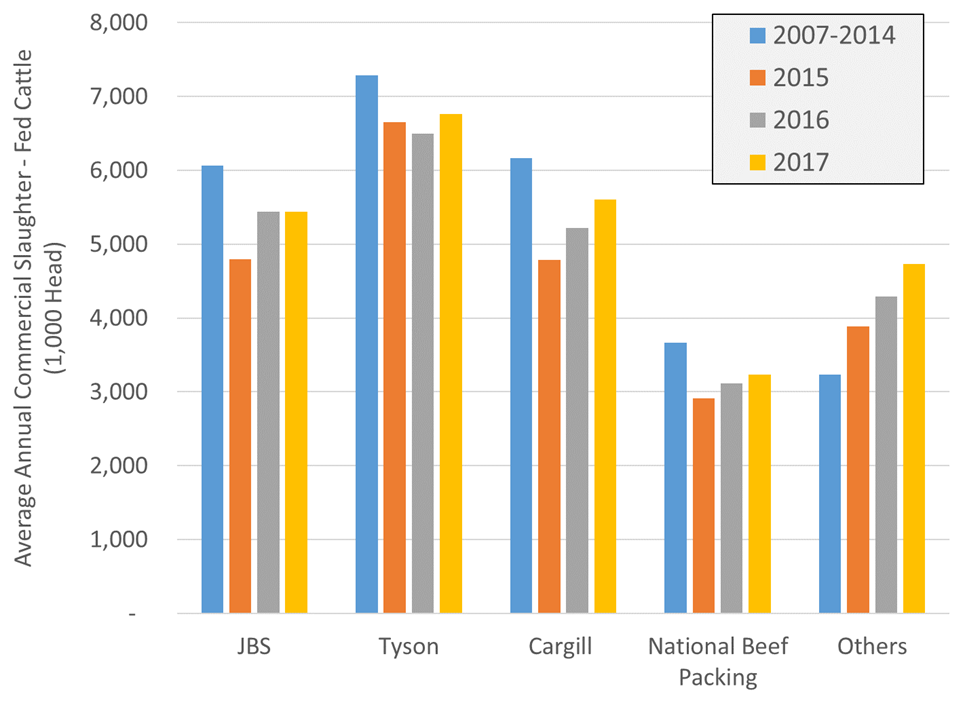 Average Annual Commercial Slaughter - Fed Cattle
(1,000 Head)
8,000
7,000
6,000
5,000
4,000
3,000
2,000
1,000
-
2007-2014
2015
2016
2017
JBS
Tyson
Cargill
National Beef
Packing
Others